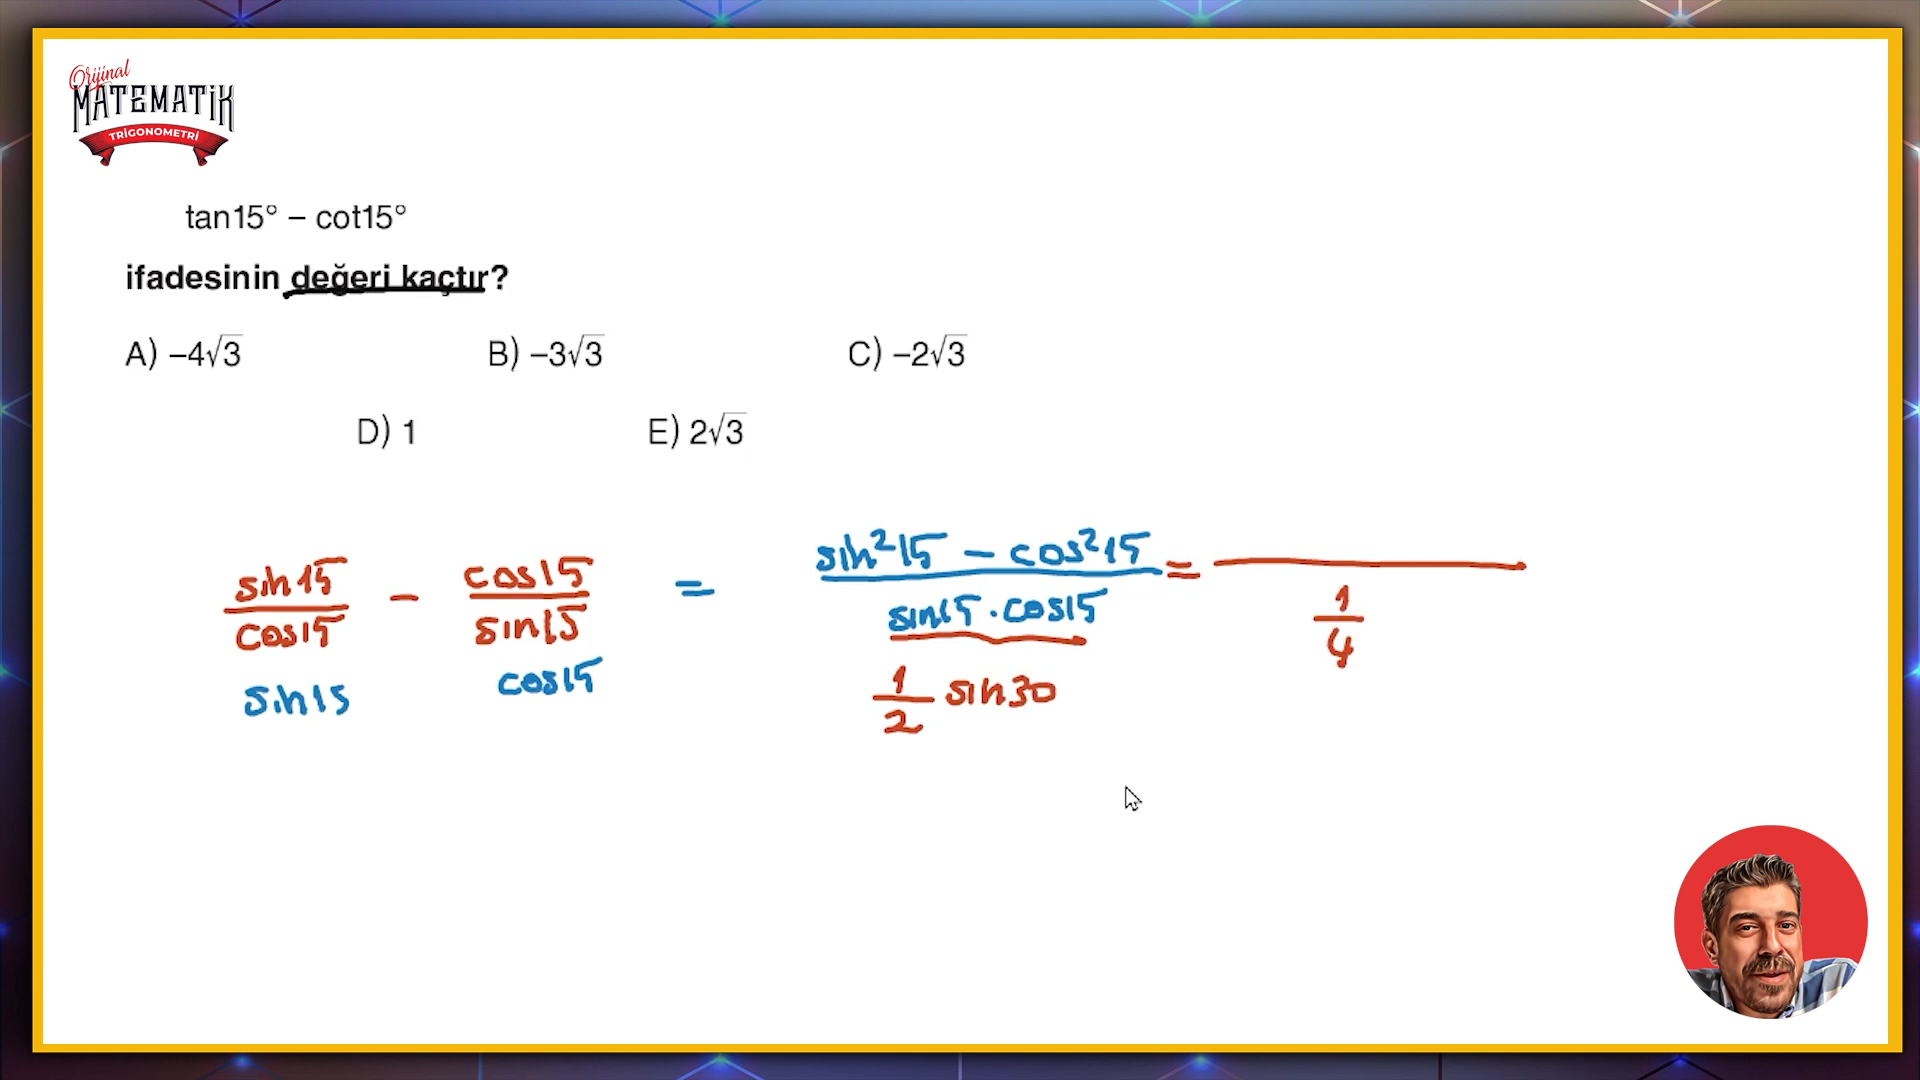 Orijinal
MATEMATİK
TRİGONOMETRİ
tan15° – cot15°
ifadesinin değeri kaçtır?
A) –4√3 B) –3√3 C) –2√3
D) 1 E) 2√3
sin15/cos15 – cos15/sin15 = (sin²15 – cos²15)/(sin15·cos15) = /(1/4)
sin15 cos15 1/2 sin30